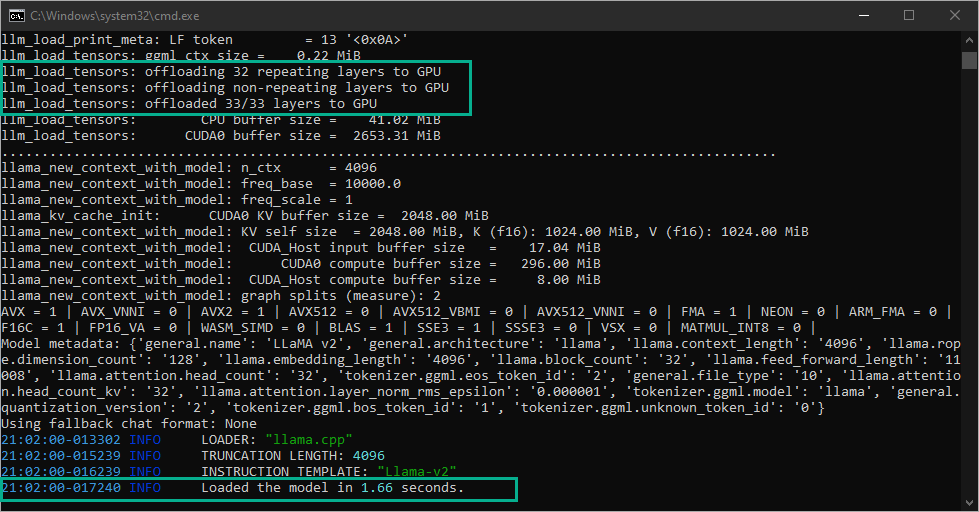 C:\Windows\system32\cmd.exe
llm_load_print_meta: LF token         = 13 '<0x0A>'
llm_load_tensors: ggml ctx size =    0.22 MiB
llm_load_tensors: offloading 32 repeating layers to GPU
llm_load_tensors: offloading non-repeating layers to GPU
llm_load_tensors: offloaded 33/33 layers to GPU
llm_load_tensors:        CPU buffer size =    41.02 MiB
llm_load_tensors:      CUDA0 buffer size =  2653.31 MiB
.................................................................................................
llama_new_context_with_model: n_ctx      = 4096
llama_new_context_with_model: freq_base  = 10000.0
llama_new_context_with_model: freq_scale = 1
llama_kv_cache_init:      CUDA0 KV buffer size =  2048.00 MiB
llama_new_context_with_model: KV self size  = 2048.00 MiB, K (f16): 1024.00 MiB, V (f16): 1024.00 MiB
llama_new_context_with_model:  CUDA_Host input buffer size   =    17.04 MiB
llama_new_context_with_model:      CUDA0 compute buffer size =   296.00 MiB
llama_new_context_with_model:  CUDA_Host compute buffer size =     8.00 MiB
llama_new_context_with_model: graph splits (measure): 2
AVX = 1 | AVX_VNNI = 0 | AVX2 = 1 | AVX512 = 0 | AVX512_VBMI = 0 | AVX512_VNNI = 0 | FMA = 1 | NEON = 0 | ARM_FMA = 0 |
F16C = 1 | FP16_VA = 0 | WASM_SIMD = 0 | BLAS = 1 | SSE3 = 1 | SSSE3 = 0 | VSX = 0 | MATMUL_INT8 = 0 |
Model metadata: {'general.name': 'LLaMA v2', 'general.architecture': 'llama', 'llama.context_length': '4096', 'llama.rop
e.dimension_count': '128', 'llama.embedding_length': '4096', 'llama.block_count': '32', 'llama.feed_forward_length': '11
008', 'llama.attention.head_count': '32', 'tokenizer.ggml.eos_token_id': '2', 'general.file_type': '10', 'llama.attentio
n.head_count_kv': '32', 'llama.attention.layer_norm_rms_epsilon': '0.000001', 'tokenizer.ggml.model': 'llama', 'general.
quantization_version': '2', 'tokenizer.ggml.bos_token_id': '1', 'tokenizer.ggml.unknown_token_id': '0'}
Using fallback chat format: None
21:02:00-013302 INFO     LOADER: "llama.cpp"
21:02:00-015239 INFO     TRUNCATION LENGTH: 4096
21:02:00-016239 INFO     INSTRUCTION TEMPLATE: "Llama-v2"
21:02:00-017240 INFO     Loaded the model in 1.66 seconds.